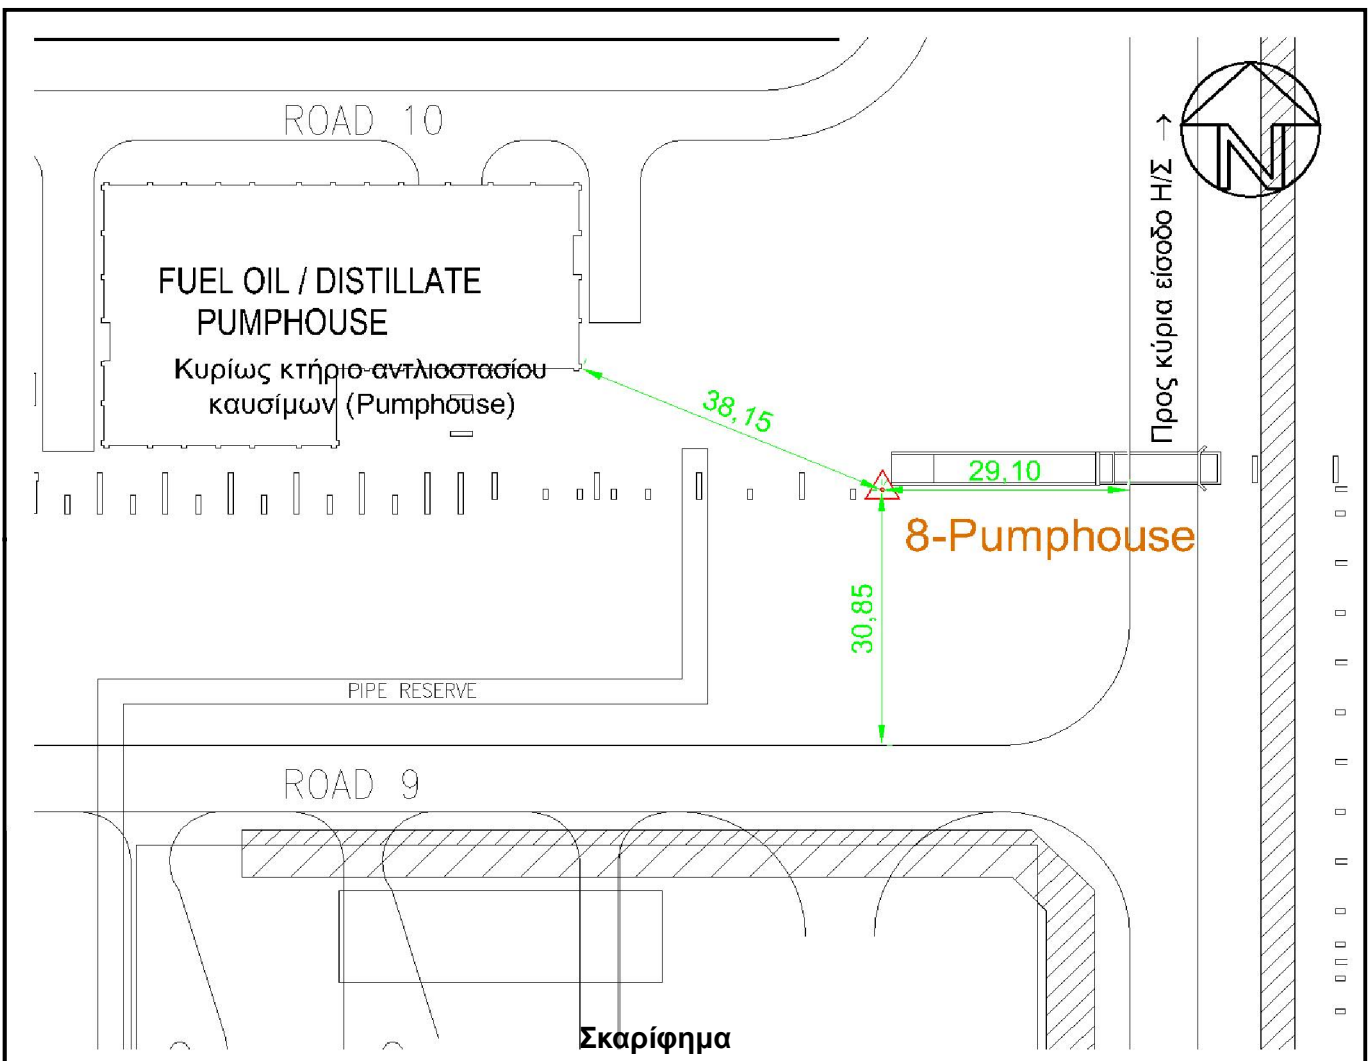 ROAD 10
N
Προς κύρια είσοδο Η/Σ →
FUEL OIL / DISTILLATE
PUMPHOUSE
Κυρίως κτήριο αντλιοστασίου
καυσίμων (Pumphouse)
38,15
29,10
8-Pumphouse
30,85
PIPE RESERVE
ROAD 9
Σκαρίφημα